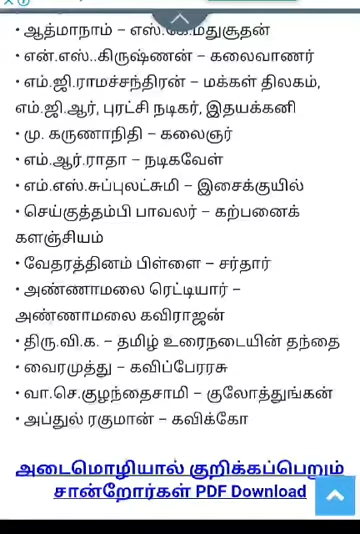 • ஆத்மாநாம் – எஸ்.கே.மதுசூதன்
• என்.எஸ்..கிருஷ்ணன் – கலைவாணர்
• எம்.ஜி.ராமச்சந்திரன் – மக்கள் திலகம்,
எம்.ஜி.ஆர், புரட்சி நடிகர், இதயக்கனி
• மு. கருணாநிதி – கலைஞர்
• எம்.ஆர்.ராதா – நடிகவேள்
• எம்.எஸ்.சுப்புலட்சுமி – இசைக்குயில்
• செய்குத்தம்பி பாவலர் – கற்பனைக்
களஞ்சியம்
• வேதரத்தினம் பிள்ளை – சர்தார்
• அண்ணாமலை ரெட்டியார் –
அண்ணாமலை கவிராஜன்
• திரு.வி.க. – தமிழ் உரைநடையின் தந்தை
• வைரமுத்து – கவிப்பேரரசு
• வா.செ.குழந்தைசாமி – குலோத்துங்கன்
• அப்துல் ரகுமான் – கவிக்கோ
அடைமொழியால் குறிக்கப்பெறும்
சான்றோர்கள் PDF Download